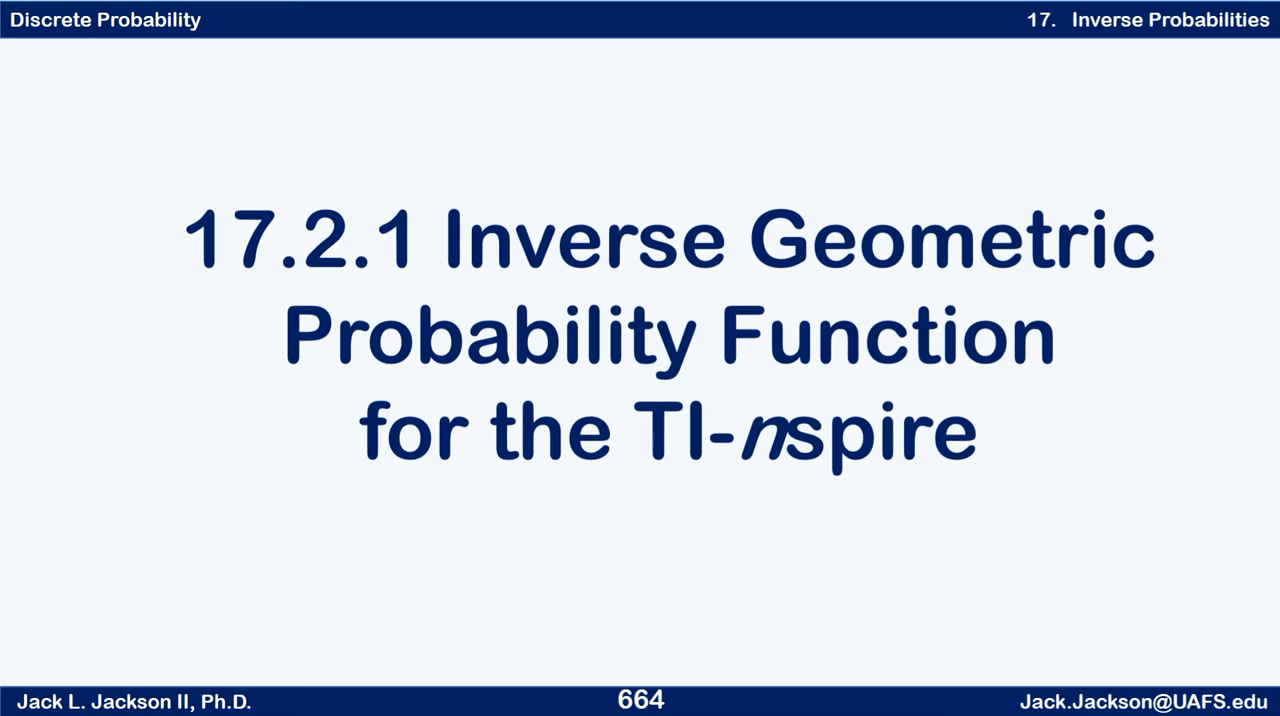 Discrete Probability
17. Inverse Probabilities
17.2.1 Inverse Geometric
Probability Function
for the TI-nspire
Jack L. Jackson II, Ph.D.
664
Jack.Jackson@UAFS.edu